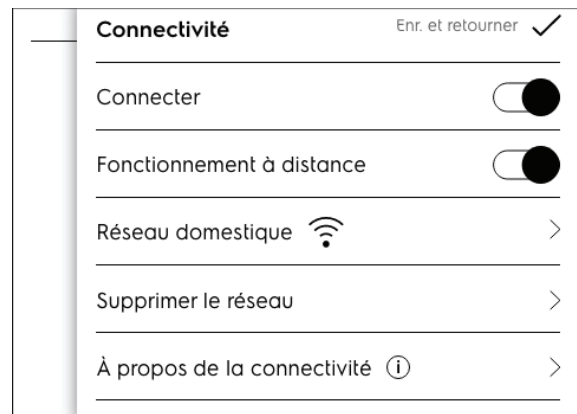 Connectivité Enr. et retourner
Connecter
Fonctionnement à distance
Réseau domestique
Supprimer le réseau
À propos de la connectivité